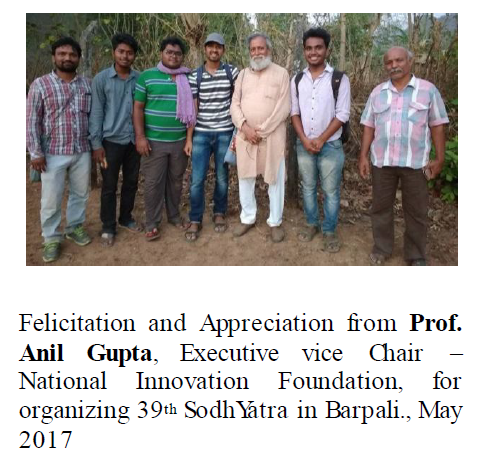 Felicitation and Appreciation from Prof.
Anil Gupta, Executive vice Chair –
National Innovation Foundation, for
organizing 39th SodhYatra in Barpali., May
2017